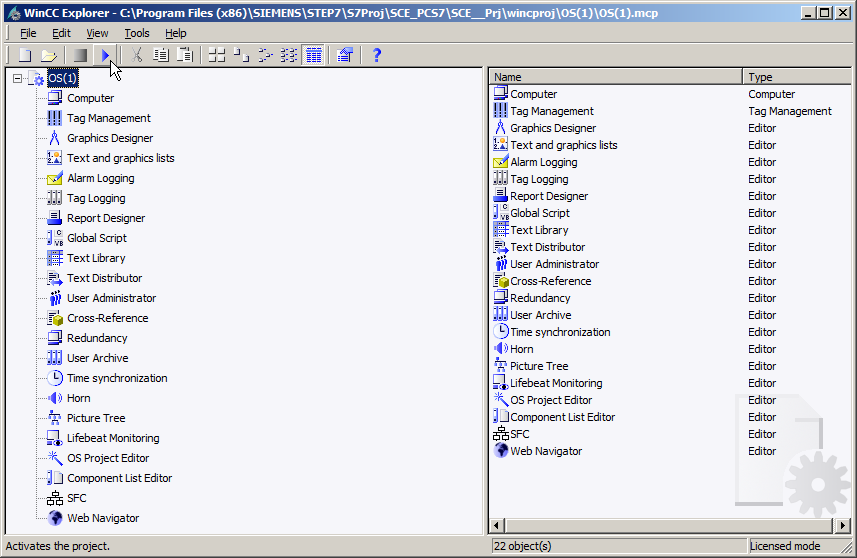 WinCC Explorer - C:\Program Files (x86)\SIEMENS\STEP7\S7Proj\SCE_PCS7\SCE__Prj\wincproj\OS(1)\OS(1).mcp
File Edit View Tools Help
OS(1)
Computer
Tag Management
Graphics Designer
Text and graphics lists
Alarm Logging
Tag Logging
Report Designer
Global Script
Text Library
Text Distributor
User Administrator
Cross-Reference
Redundancy
User Archive
Time synchronization
Horn
Picture Tree
Lifebeat Monitoring
OS Project Editor
Component List Editor
SFC
Web Navigator
Name Type
Computer Computer
Tag Management Tag Management
Graphics Designer Editor
Text and graphics lists Editor
Alarm Logging Editor
Tag Logging Editor
Report Designer Editor
Global Script Editor
Text Library Editor
Text Distributor Editor
User Administrator Editor
Cross-Reference Editor
Redundancy Editor
User Archive Editor
Time synchronization Editor
Horn Editor
Picture Tree Editor
Lifebeat Monitoring Editor
OS Project Editor Editor
Component List Editor Editor
SFC Editor
Web Navigator Editor
Activates the project. 22 object(s) Licensed mode